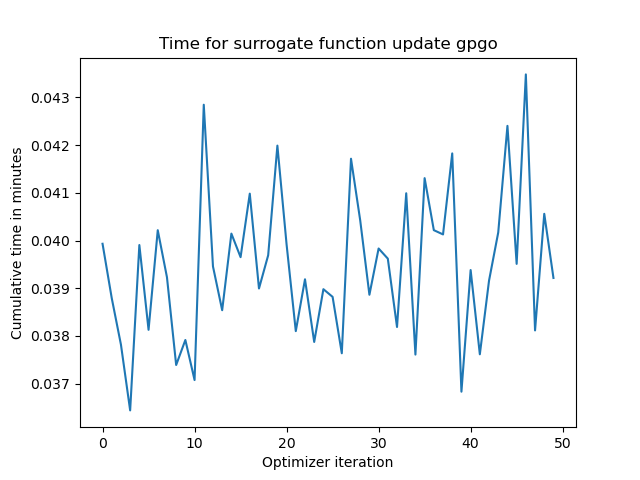 Time for surrogate function update gpgo
Cumulative time in minutes
0.043
0.042
0.041
0.040
0.039
0.038
0.037
0 10 20 30 40 50
Optimizer iteration